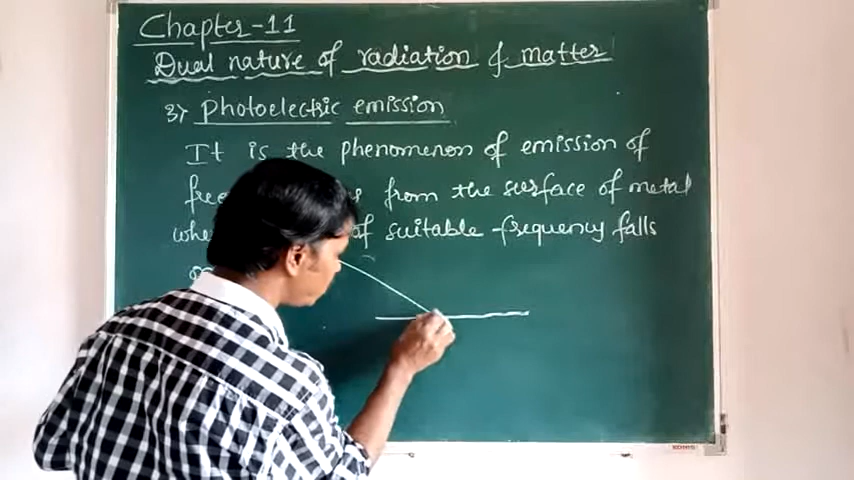 Chapter-11
Dual nature of radiation & matter
3) Photoelectric emission
It is the phenomenon of emission of
free from the surface of metal
of suitable frequency falls